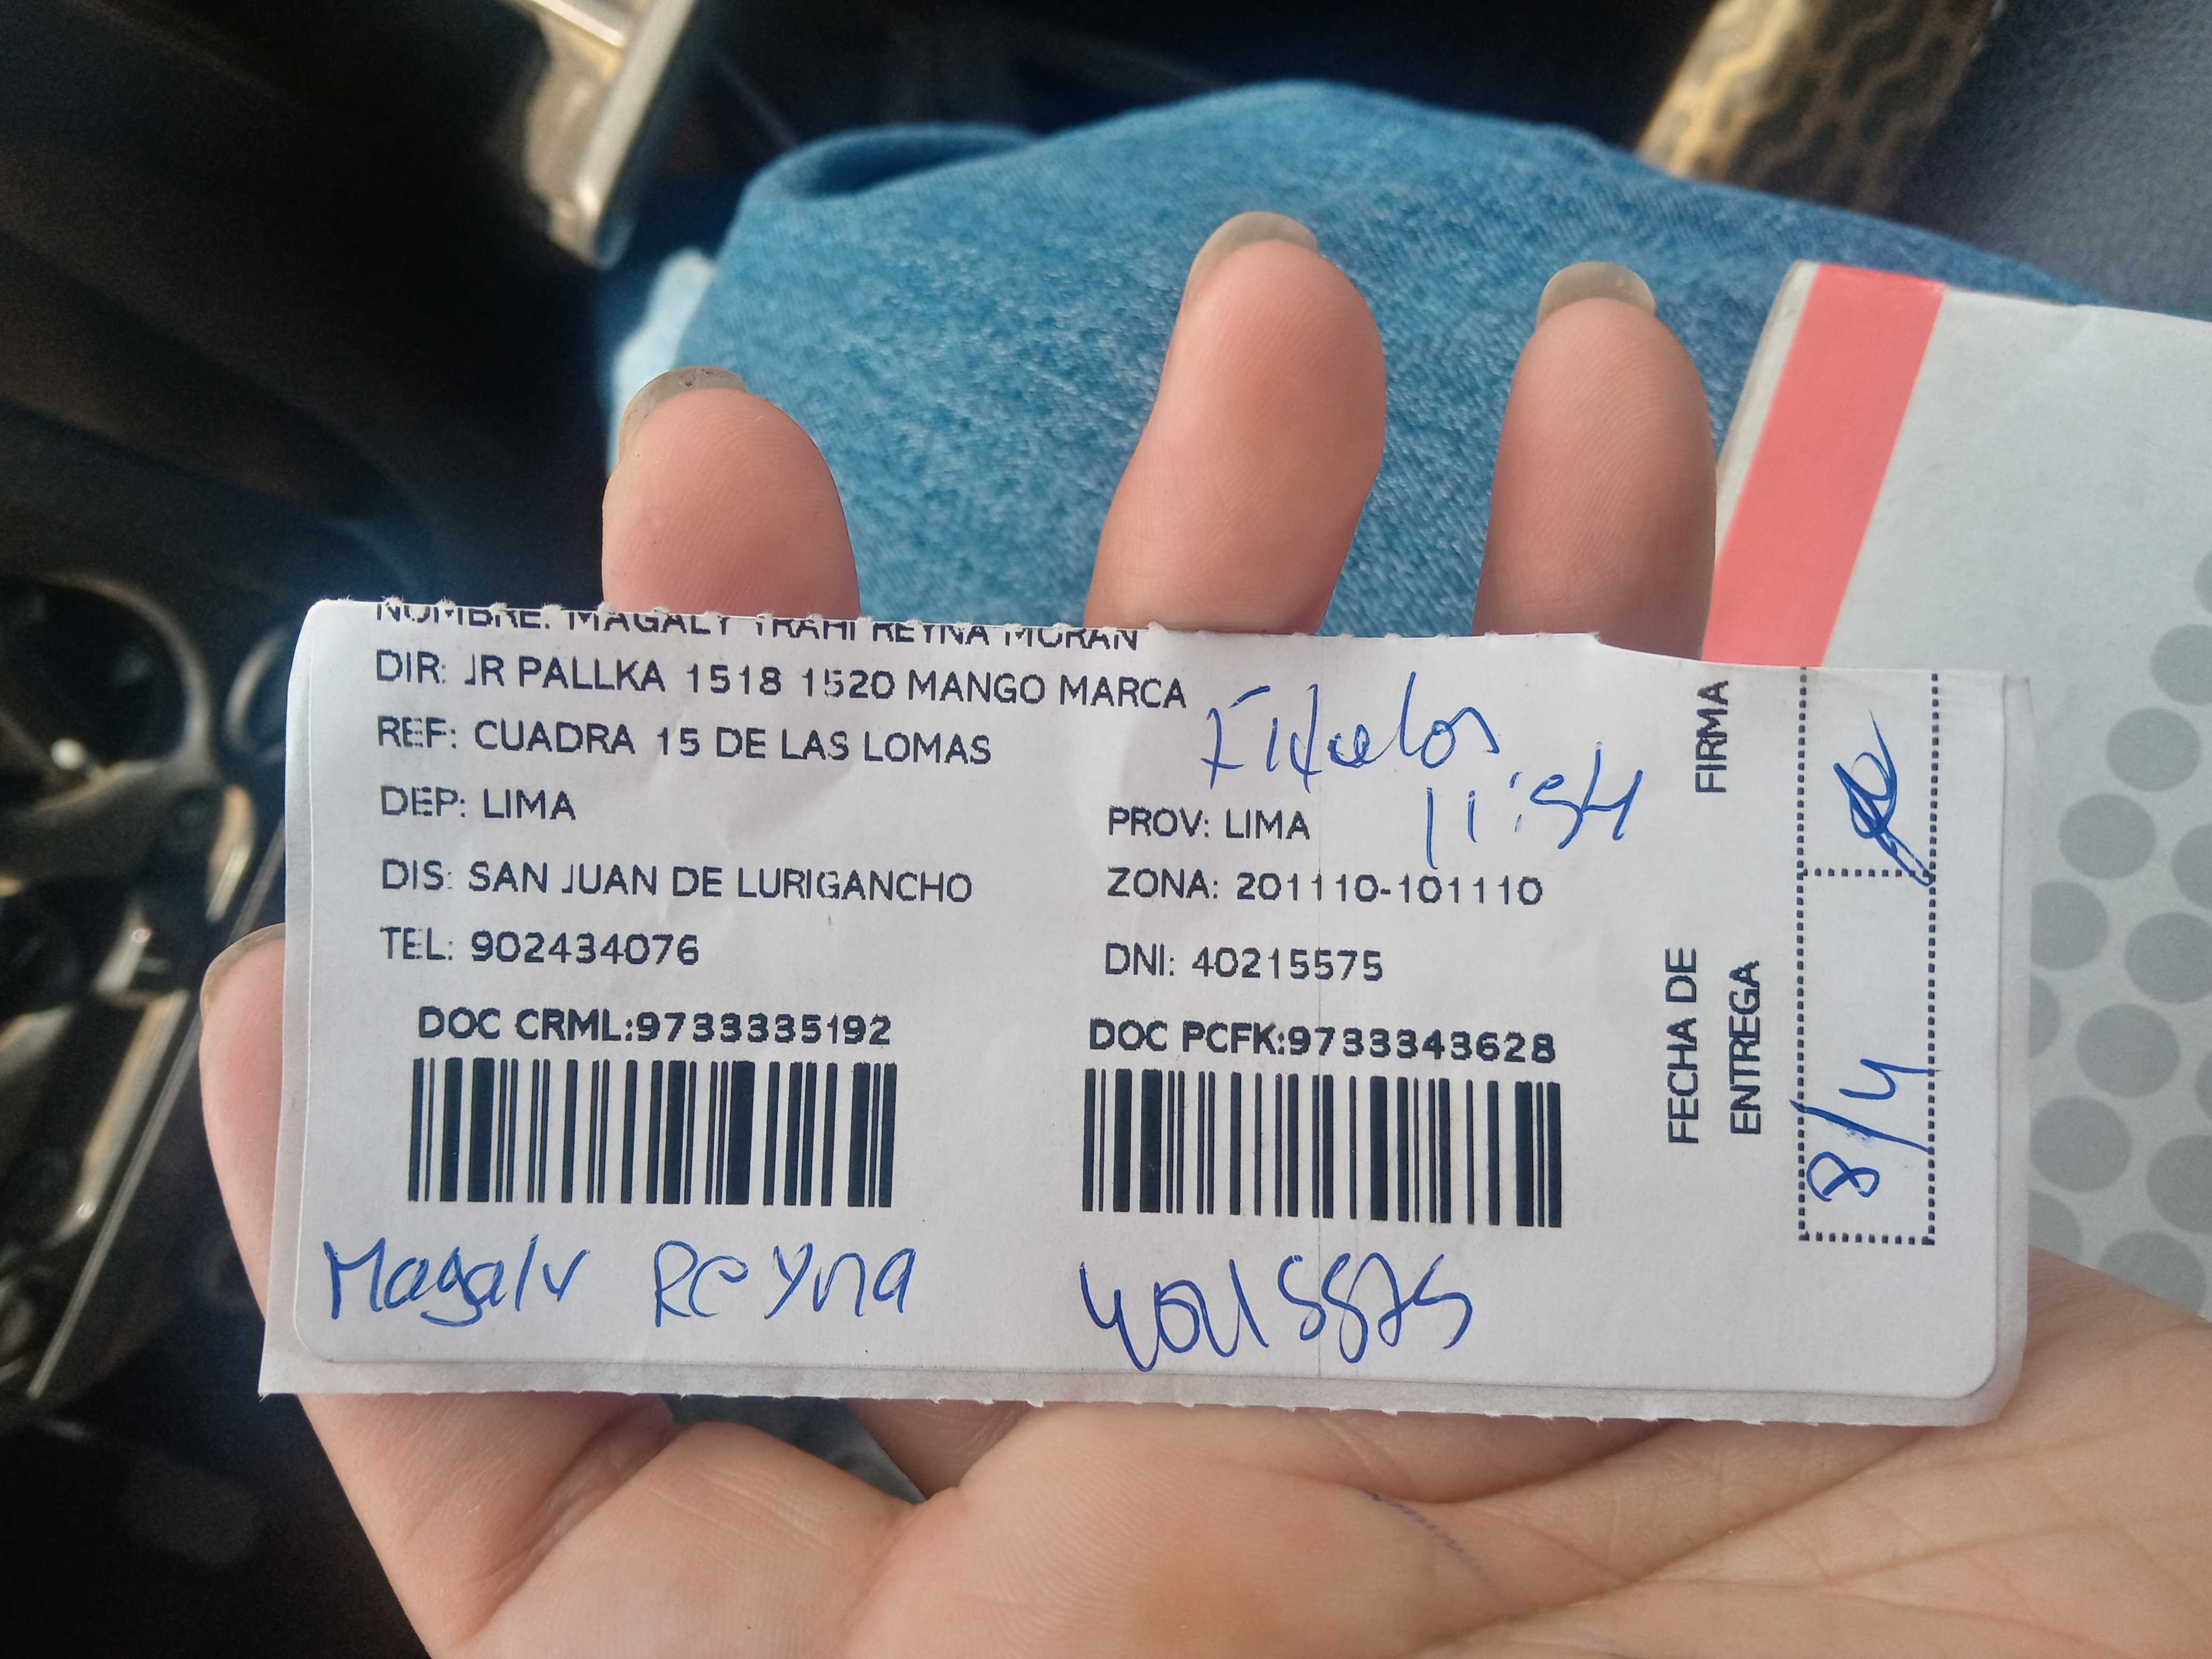 NOMBRE: MAGALY YRAHI REYNA MORAN
DIR: JR PALLKA 1518 1520 MANGO MARCA
REF: CUADRA 15 DE LAS LOMAS
DEP: LIMA
11:54
PROV: LIMA
DIS: SAN JUAN DE LURIGANCHO
ZONA: 201110-101110
TEL: 902434076
DNI: 40215575
DOC CRML:9733335192
DOC PCFK:9733343628
Magaly Reyna
40215575
FIRMA
FECHA DE
ENTREGA
8/4